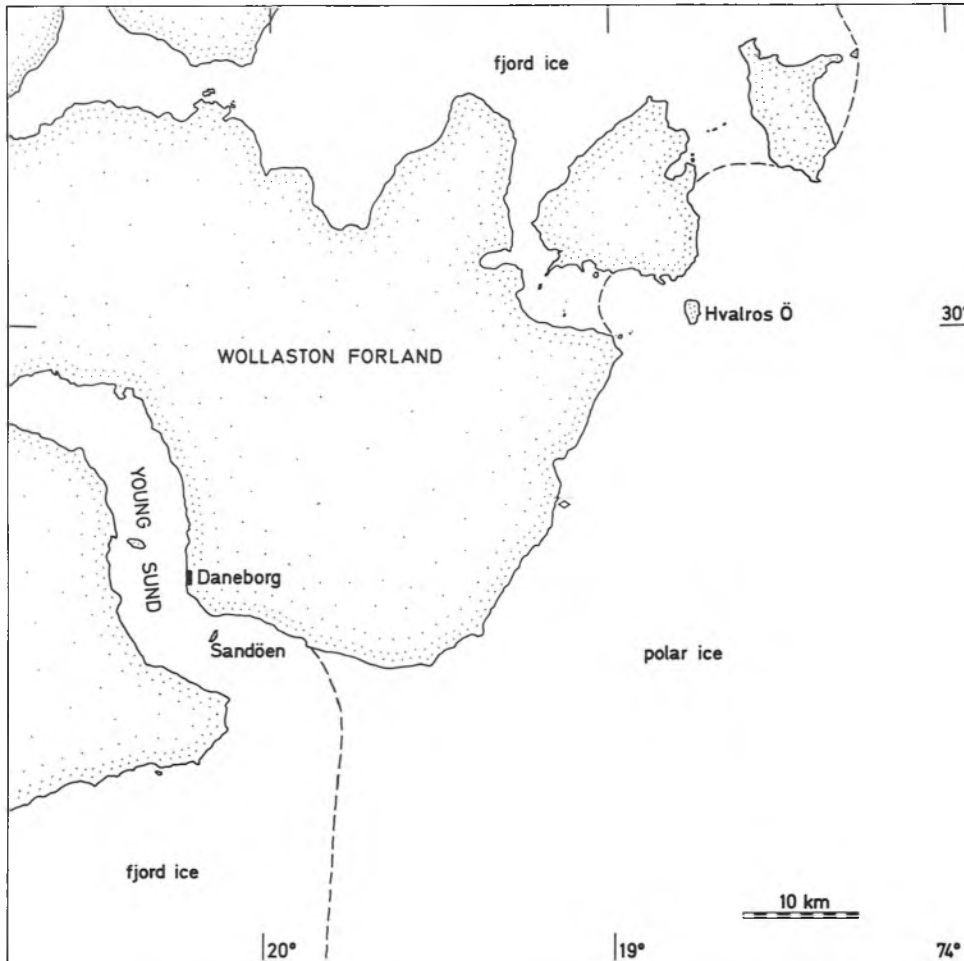 fjord ice
Hvalros Ö
30'
WOLLASTON FORLAND
YOUNG SUND
Daneborg
Sandöen
polar ice
fjord ice
10 km
20°
19°
74°